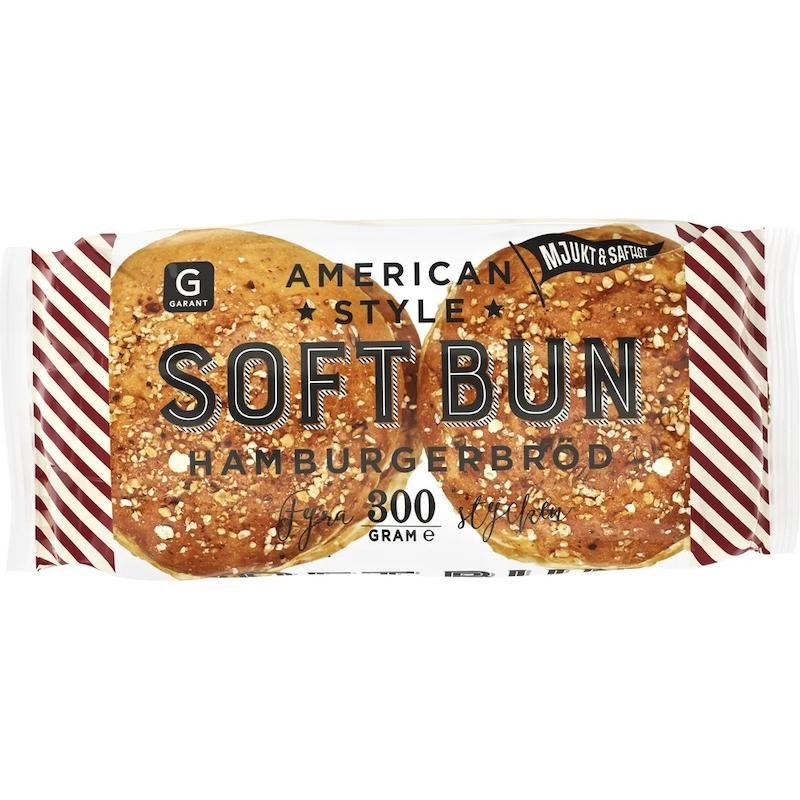 G
GARANT
AMERICAN
STYLE
MJUKT & SAFTIGT
SOFT BUN
HAMBURGERBRÖD
Fyra 300 stycken
GRAM e